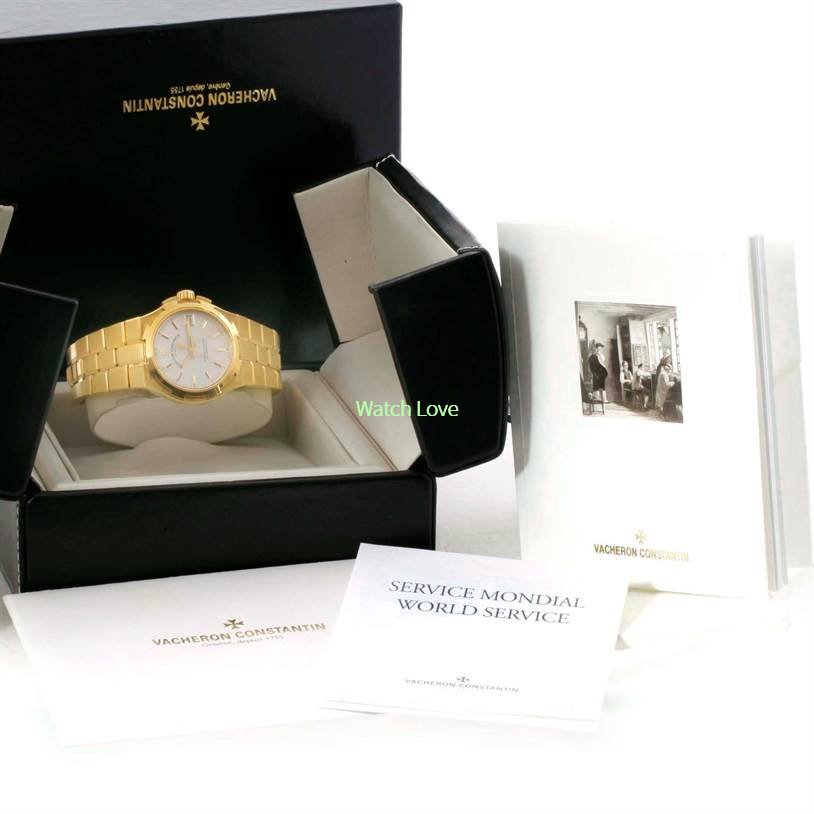 VACHERON CONSTANTIN
Genève, depuis 1755
Watch Love
VACHERON CONSTANTIN
SERVICE MONDIAL
WORLD SERVICE
VACHERON CONSTANTIN
VACHERON CONSTANTIN
Genève, depuis 1755